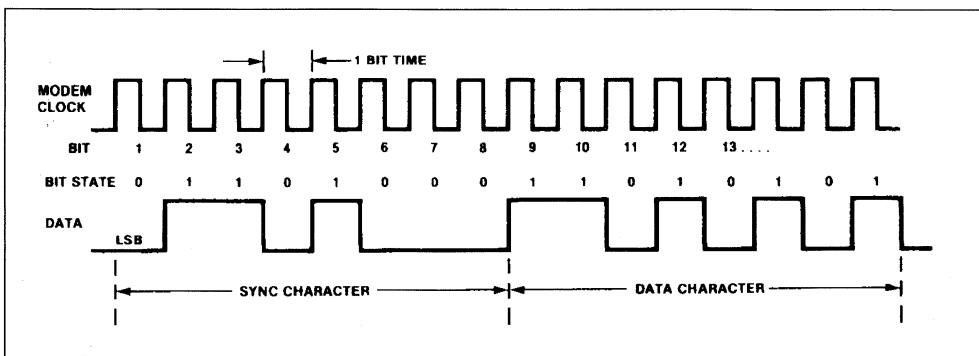 1 BIT TIME
MODEM
CLOCK
BIT 1 2 3 4 5 6 7 8 9 10 11 12 13 . . . .
BIT STATE 0 1 1 0 1 0 0 0 1 1 0 1 0 1 0 1
DATA
LSB
SYNC CHARACTER DATA CHARACTER